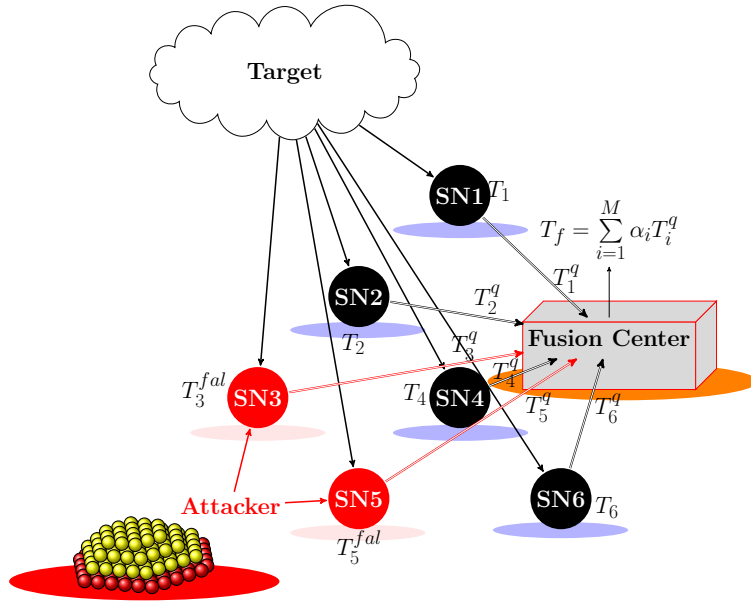 Target
SN1 T_1
T_f = \sum_{i=1}^{M} \alpha_i T_i^q
T_1^q
SN2
T_2^q
T_2
Fusion Center
T_3^q
T_3^{fal}
SN3
T_4
SN4
T_4^q
T_5^q
T_6^q
Attacker
SN5
SN6
T_6
T_5^{fal}